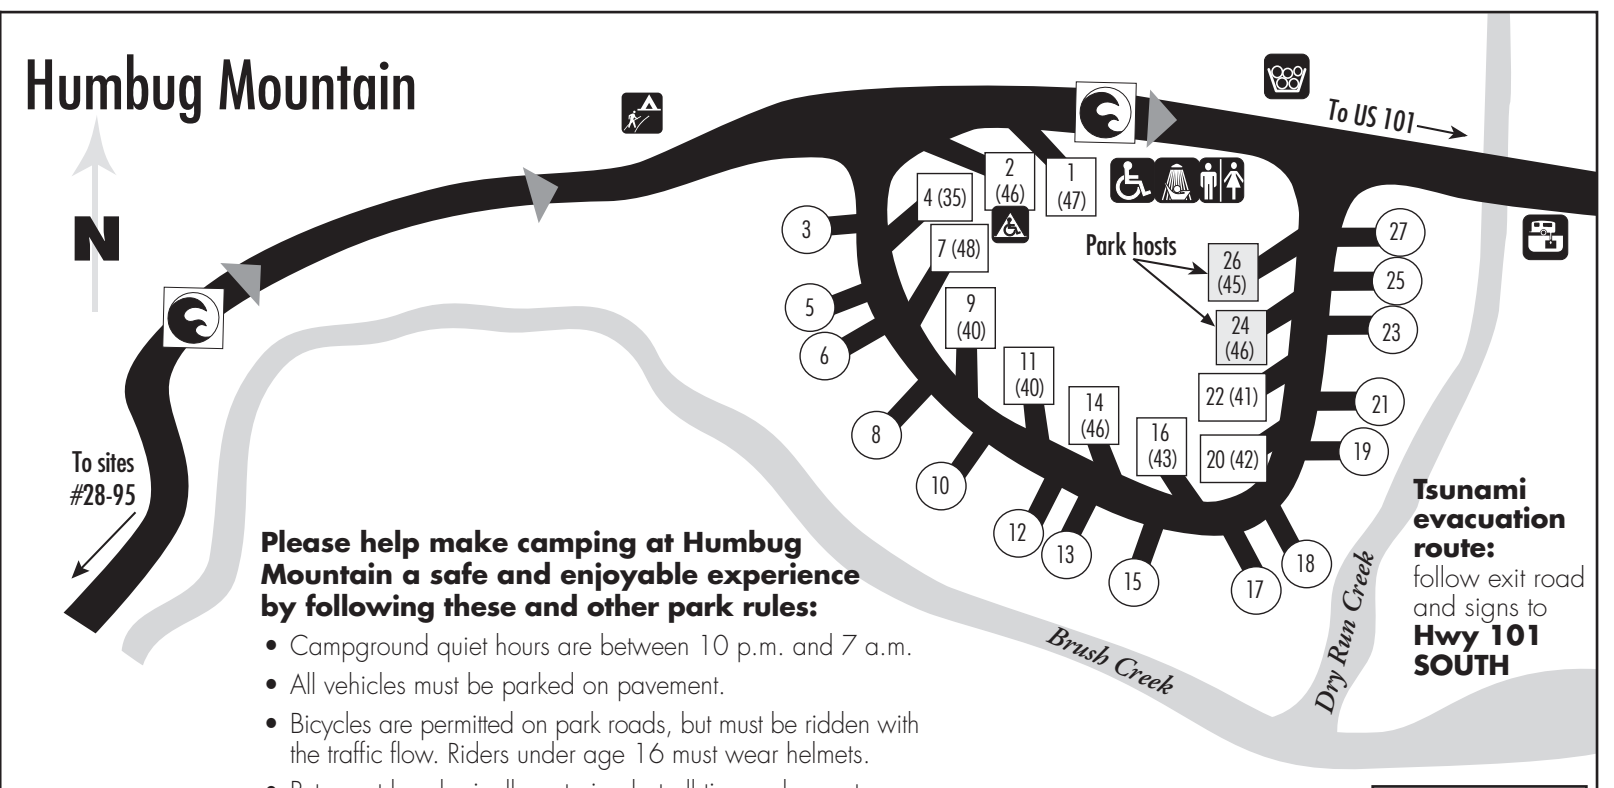 Humbug Mountain
N
To US 101
2
(46)
1
(47)
4 (35)
3
7 (48)
Park hosts
27
26
(45)
25
5
9
(40)
24
(46)
23
6
11
(40)
14
(46)
22 (41)
21
8
16
(43)
20 (42)
19
10
To sites
#28-95
12
13
15
17
18
Tsunami
evacuation
route:
follow exit road
and signs to
Hwy 101
SOUTH
Brush Creek
Dry Run Creek
Please help make camping at Humbug
Mountain a safe and enjoyable experience
by following these and other park rules:
• Campground quiet hours are between 10 p.m. and 7 a.m.
• All vehicles must be parked on pavement.
• Bicycles are permitted on park roads, but must be ridden with
the traffic flow. Riders under age 16 must wear helmets.